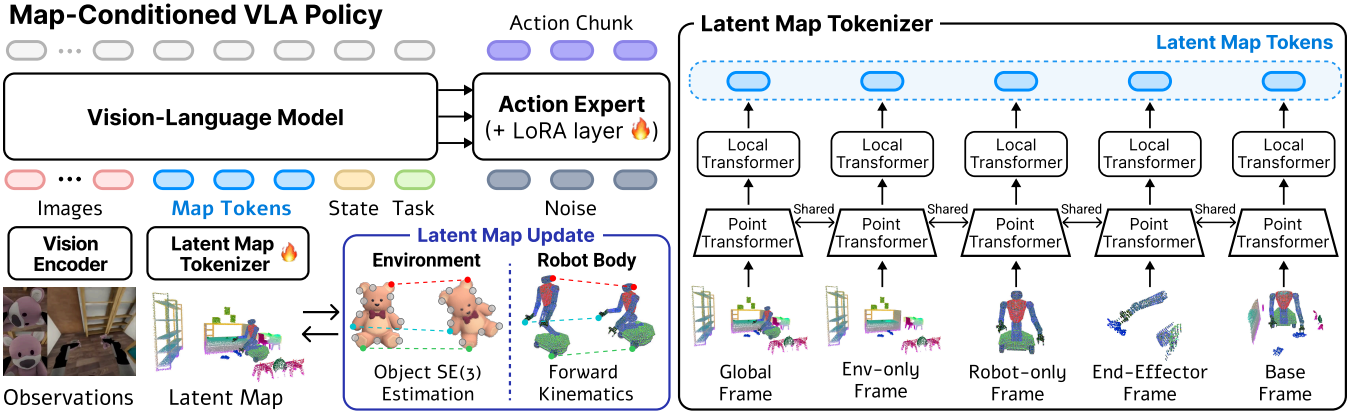 Map-Conditioned VLA Policy
Action Chunk
Vision-Language Model
Action Expert
(+ LoRA layer 🔥)
Images
Map Tokens
State
Task
Noise
Vision
Encoder
Latent Map
Tokenizer 🔥
Observations
Latent Map
Latent Map Update
Environment
Robot Body
Object SE(3)
Estimation
Forward
Kinematics
Latent Map Tokenizer
Latent Map Tokens
Local
Transformer
Local
Transformer
Local
Transformer
Local
Transformer
Local
Transformer
Point
Transformer
Shared
Point
Transformer
Shared
Point
Transformer
Shared
Point
Transformer
Shared
Point
Transformer
Global
Frame
Env-only
Frame
Robot-only
Frame
End-Effector
Frame
Base
Frame